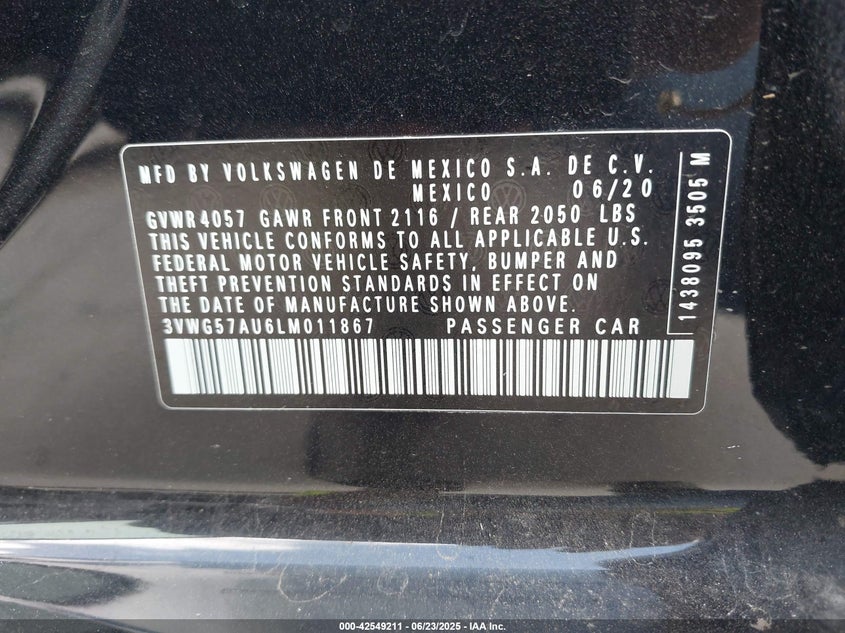 MFD BY VOLKSWAGEN DE MEXICO S.A. DE C.V.
MEXICO 06/20
GVWR 4057 GAWR FRONT 2116 / REAR 2050 LBS
THIS VEHICLE CONFORMS TO ALL APPLICABLE U.S.
FEDERAL MOTOR VEHICLE SAFETY, BUMPER AND
THEFT PREVENTION STANDARDS IN EFFECT ON
THE DATE OF MANUFACTURE SHOWN ABOVE.
3VWG57AU6LM011867 PASSENGER CAR
1438095 3505 M
000-42549211 - 06/23/2025 - IAA Inc.